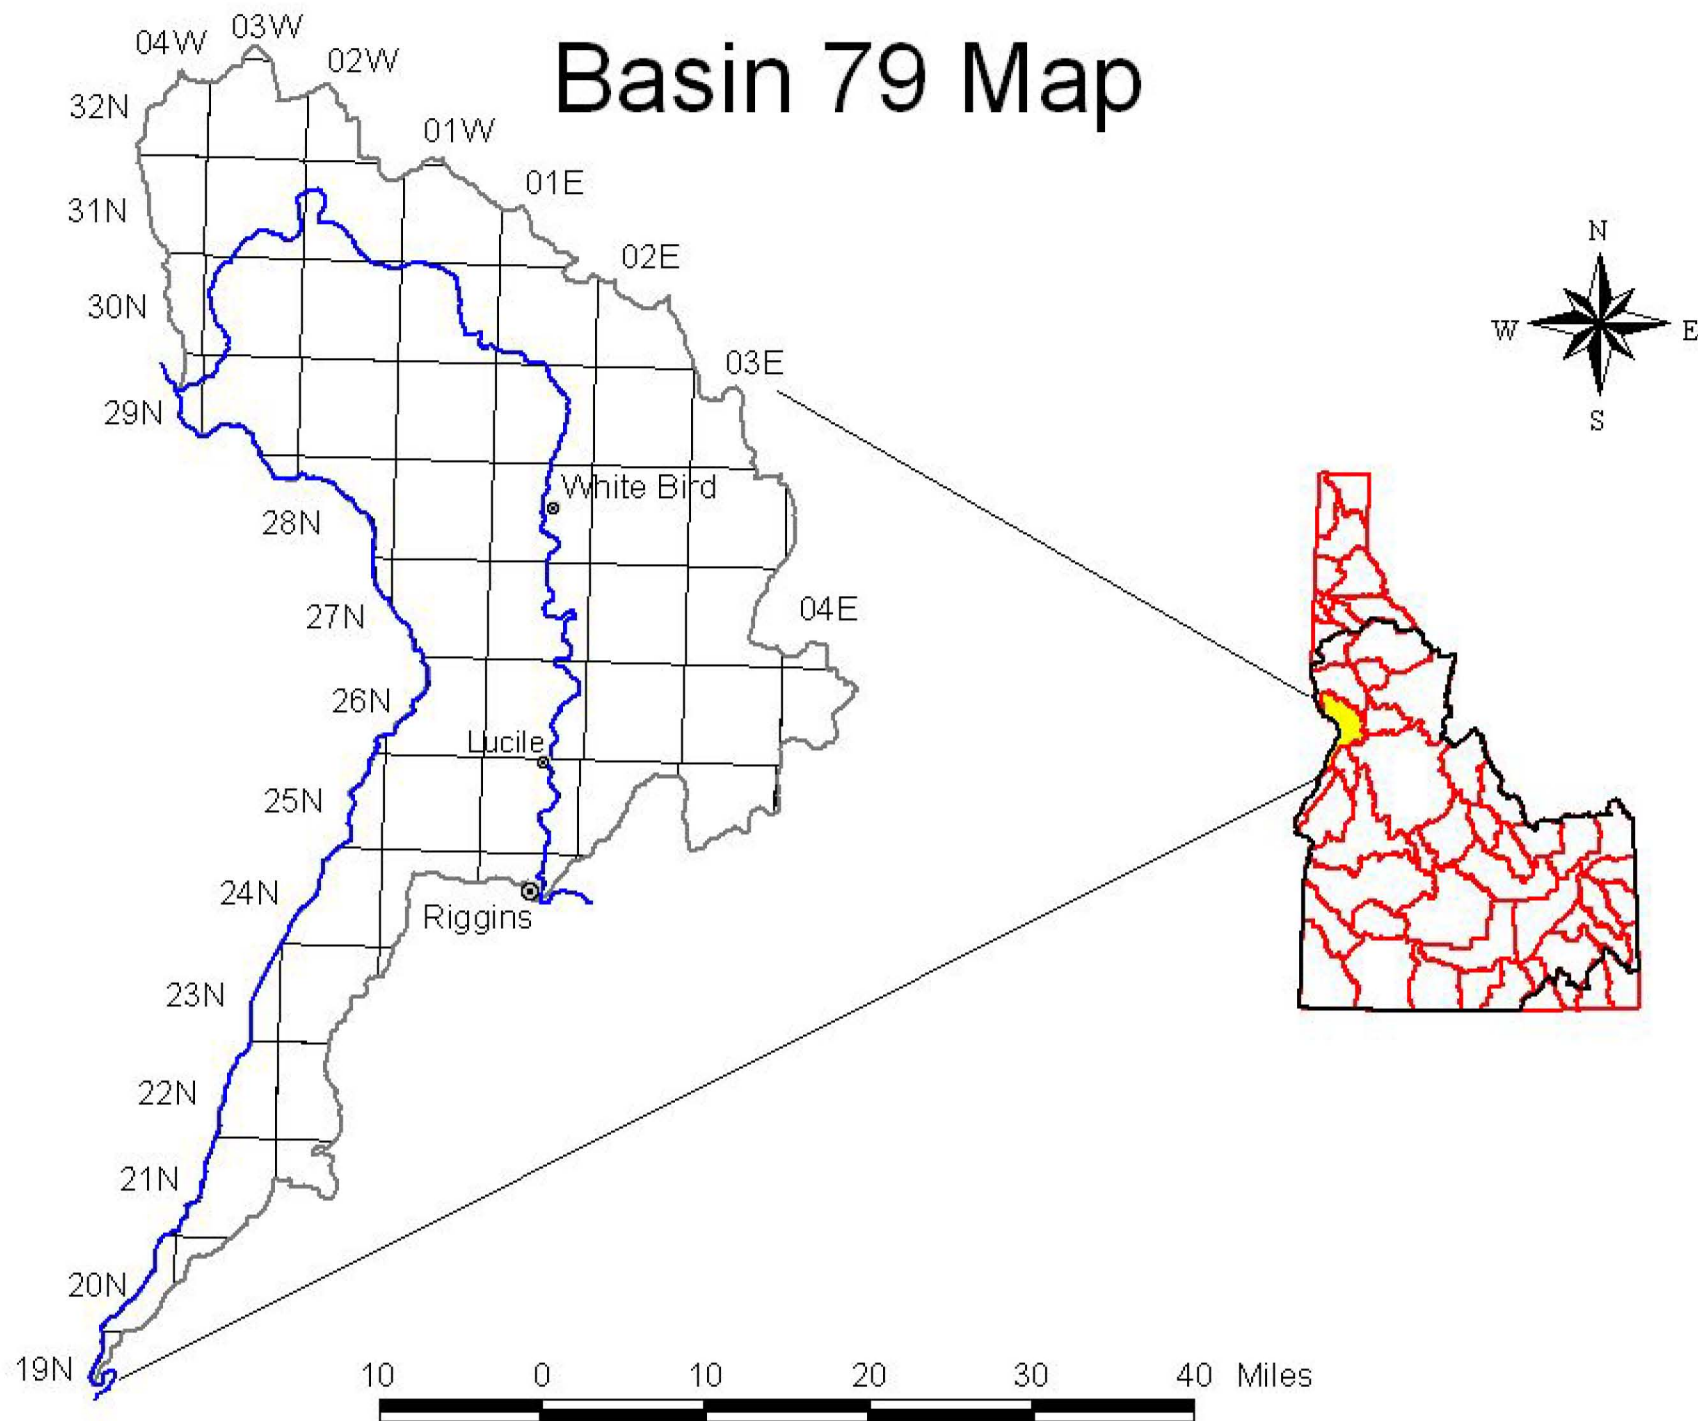 Basin 79 Map
04W
03W
02W
01W
01E
02E
03E
04E
32N
31N
30N
29N
28N
27N
26N
25N
24N
23N
22N
21N
20N
19N
White Bird
Lucile
Riggins
N
W
E
S
10 0 10 20 30 40 Miles